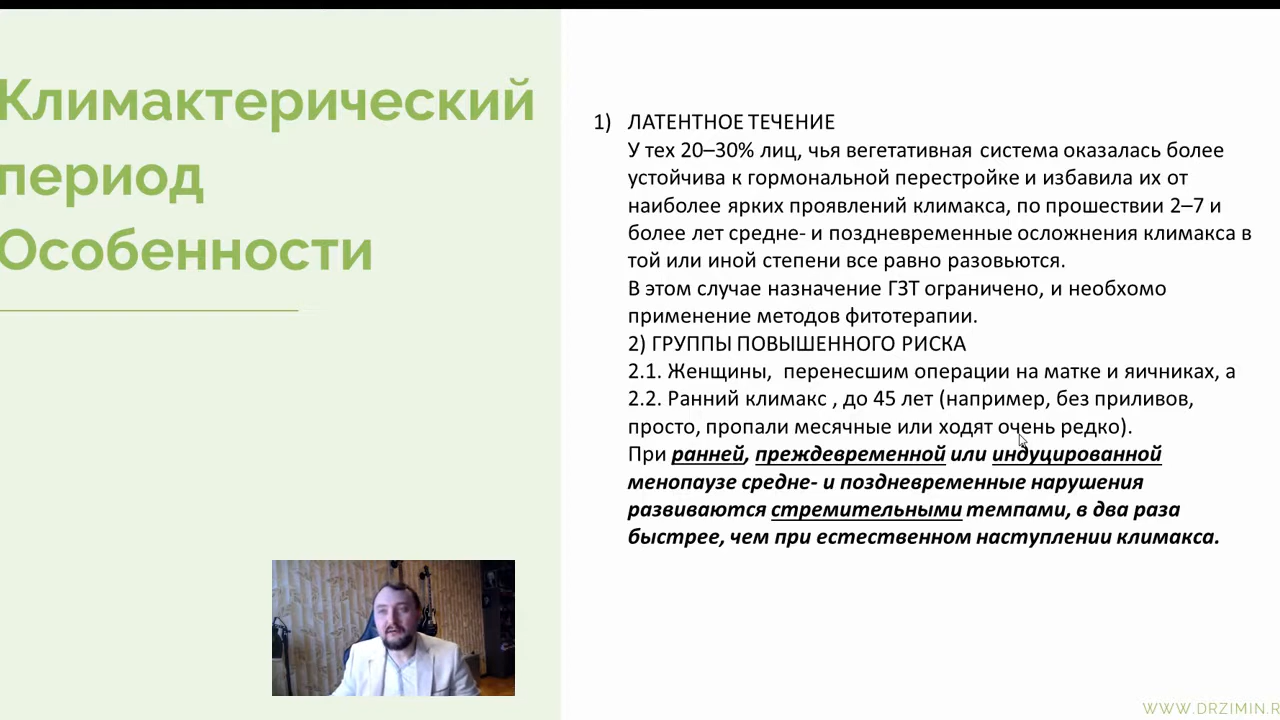 Климактерический
период
Особенности
1) ЛАТЕНТНОЕ ТЕЧЕНИЕ
У тех 20–30% лиц, чья вегетативная система оказалась более
устойчива к гормональной перестройке и избавила их от
наиболее ярких проявлений климакса, по прошествии 2–7 и
более лет средне- и поздневременные осложнения климакса в
той или иной степени все равно разовьются.
В этом случае назначение ГЗТ ограничено, и необхомо
применение методов фитотерапии.
2) ГРУППЫ ПОВЫШЕННОГО РИСКА
2.1. Женщины, перенесшим операции на матке и яичниках, а
2.2. Ранний климакс , до 45 лет (например, без приливов,
просто, пропали месячные или ходят очень редко).
При ранней, преждевременной или индуцированной
менопаузе средне- и поздневременные нарушения
развиваются стремительными темпами, в два раза
быстрее, чем при естественном наступлении климакса.
WWW.DRZIMIN.R